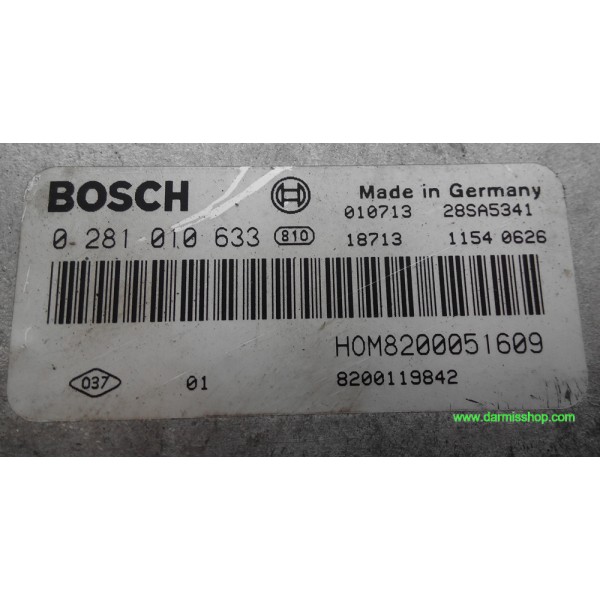 BOSCH
Made in Germany
010713 28SA5341
0 281 010 633 810
18713 1154 0626
HOM8200051609
037 01 8200119842
www.darmisshop.com